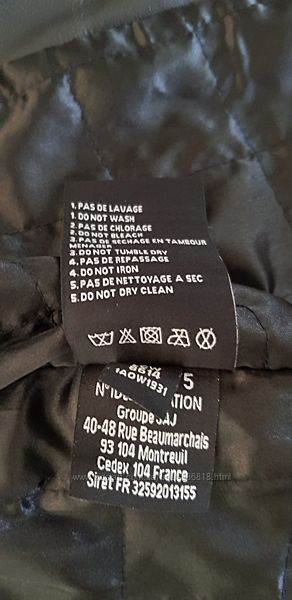 1.PAS DE LAVAGE
1.DO NOT WASH
2.PAS DE CHLORAGE
2.DO NOT BLEACH
3.PAS DE SECHAGE EN TAMBOUR
MENAGER
3.DO NOT TUMBLE DRY
4.PAS DE REPASSAGE
4.DO NOT IRON
5.PAS DE NETTOYAGE A SEC
5.DO NOT DRY CLEAN
8614
1AOW1931
5
Groupe SAJ
40-48 Rue Beaumarchais
93 104 Montreuil
Cedex 104 France
Siret FR 32592013155